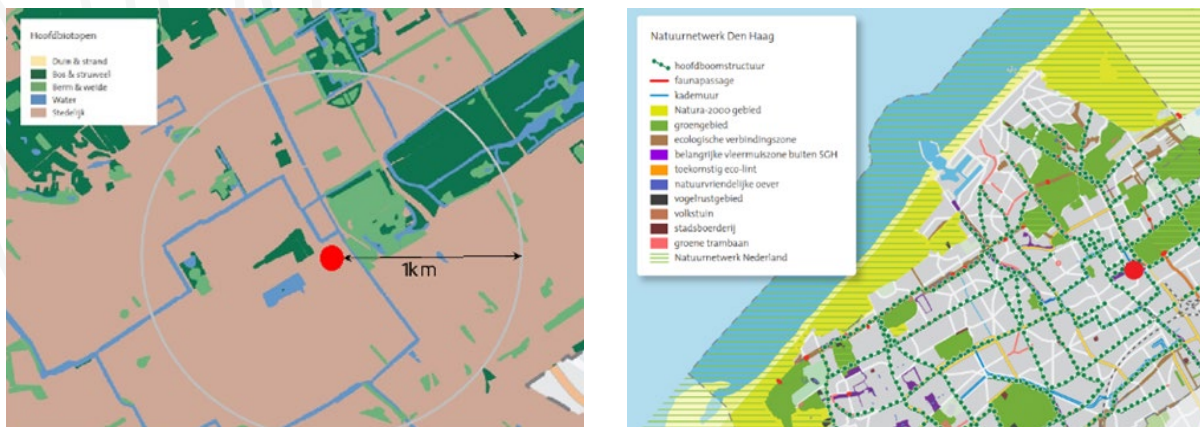 Hoofdbiotopen
Duin & strand
Bos & struweel
Berm & weide
Water
Stedelijk
1km
Natuurnetwerk Den Haag
hoofdboomstructuur
faunapassage
kademuur
Natura-2000 gebied
groengebied
ecologische verbindingszone
belangrijke vleermuiszone buiten SGH
toekomstig eco-lint
natuurvriendelijke oever
vogelrustgebied
volkstuin
stadsboerderij
groene trambaan
Natuurnetwerk Nederland